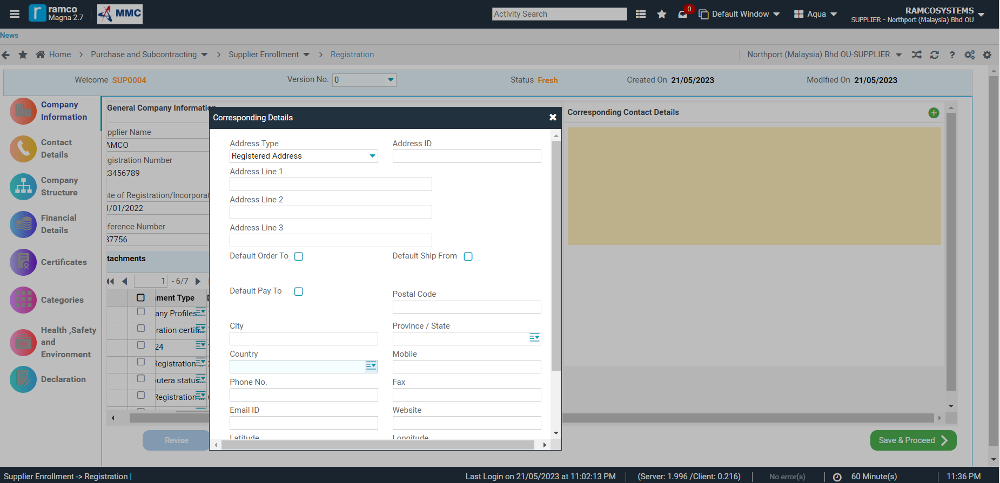 ramco
Magna 2.7
MMC
Activity Search
0
Default Window
Aqua
RAMCOSYSTEMS
SUPPLIER - Northport (Malaysia) Bhd OU
News
Home > Purchase and Subcontracting > Supplier Enrollment > Registration
Northport (Malaysia) Bhd OU-SUPPLIER
?
Welcome SUP0004
Version No. 0
Status Fresh
Created On 21/05/2023
Modified On 21/05/2023
Company
Information
Contact
Details
Company
Structure
Financial
Details
Certificates
Categories
Health ,Safety
and
Environment
Declaration
General Company Information
pplier Name
AMCO
gistration Number
23456789
te of Registration/Incorporat
1/01/2022
ference Number
37756
tachments
1 - 6/7
ment Type
any Profiles...
tration certifi...
24
Registration...
outera status...
Registration...
Revise
Corresponding Details
Address Type
Registered Address
Address ID
Address Line 1
Address Line 2
Address Line 3
Default Order To
Default Ship From
Default Pay To
Postal Code
City
Province / State
Country
Mobile
Phone No.
Fax
Email ID
Website
Latitude
Longitude
Corresponding Contact Details
Save & Proceed
Supplier Enrollment -> Registration |
Last Login on 21/05/2023 at 11:02:13 PM
(Server: 1.996 /Client: 0.216)
No error(s)
60 Minute(s)
11:36 PM